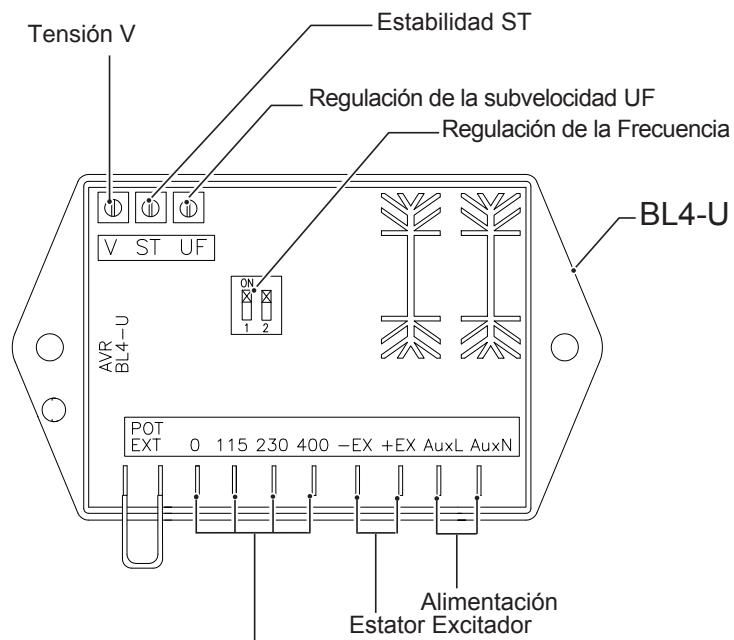 Tensión V
Estabilidad ST
Regulación de la subvelocidad UF
Regulación de la Frecuencia
BL4-U
V ST UF
ON
1 2
AVR
BL4-U
POT
EXT 0 115 230 400 -EX +EX AuxL AuxN
Alimentación
Estator Excitador